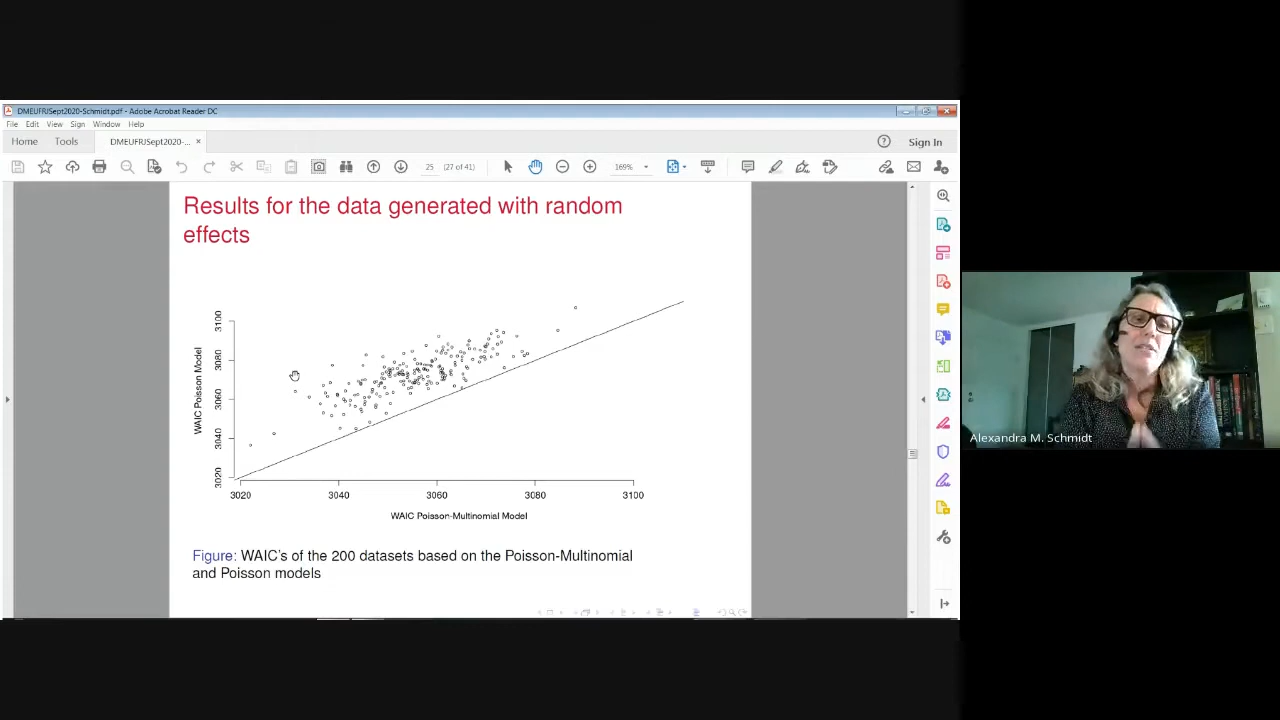 DMEUFRJSept2020-Schmidt.pdf - Adobe Acrobat Reader DC
File Edit View Sign Window Help
Home Tools DMEUFRJSept2020-... × Sign In
25 (27 of 41) 169%
Results for the data generated with random
effects
WAIC Poisson Model
3020 3040 3060 3080 3100
3020 3040 3060 3080 3100
WAIC Poisson-Multinomial Model
Figure: WAIC's of the 200 datasets based on the Poisson-Multinomial
and Poisson models
Alexandra M. Schmidt